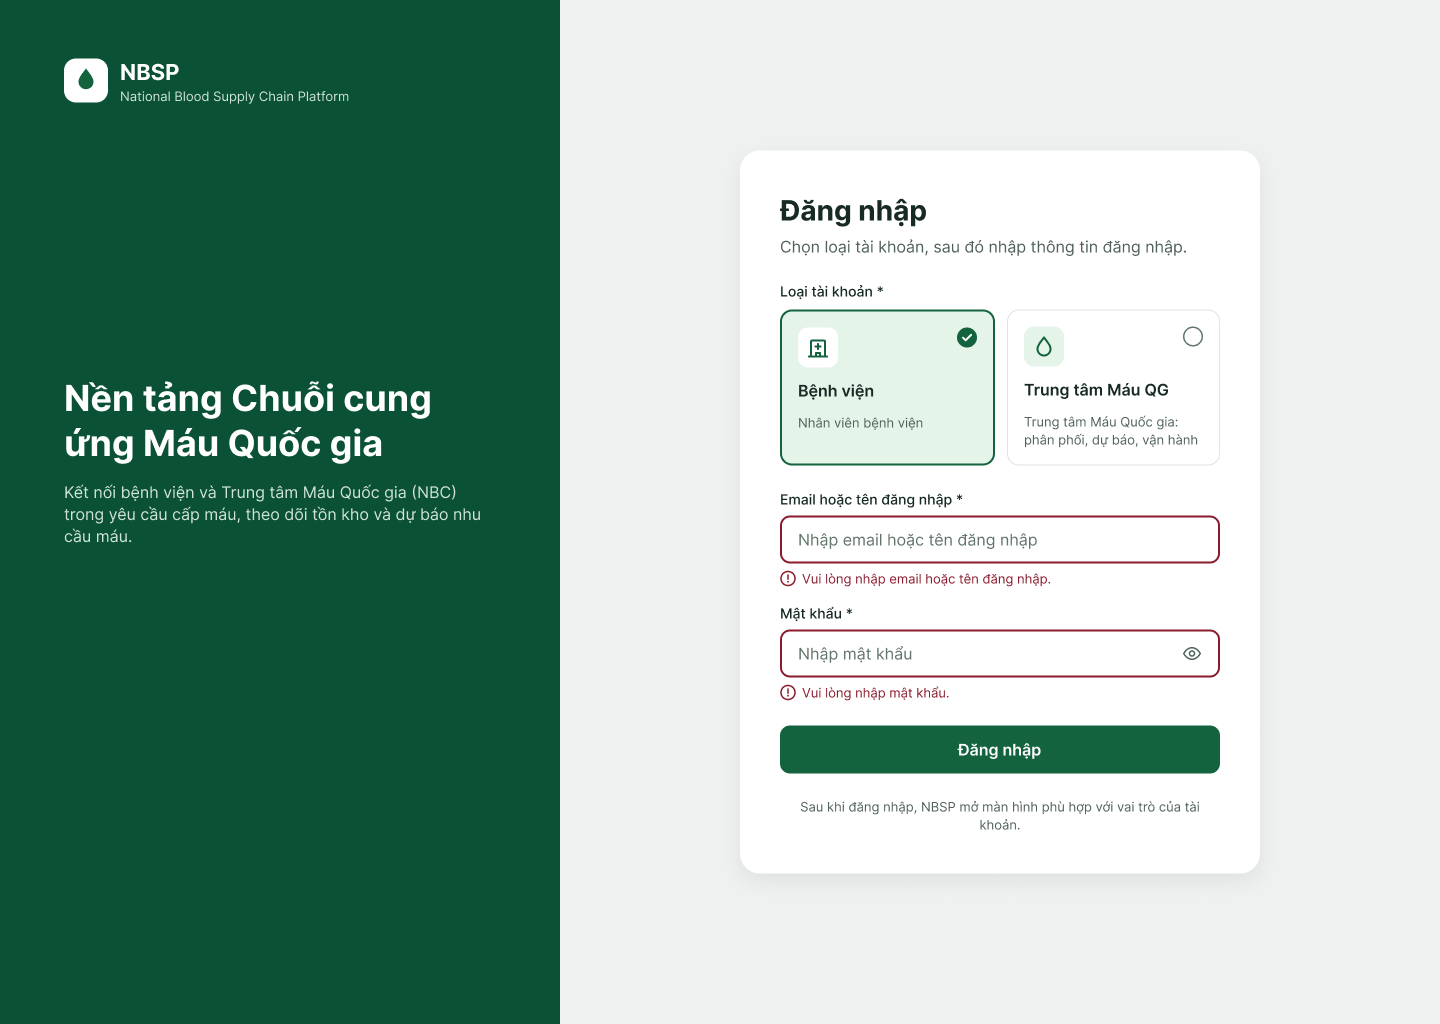 NBSP
National Blood Supply Chain Platform
Nền tảng Chuỗi cung
ứng Máu Quốc gia
Kết nối bệnh viện và Trung tâm Máu Quốc gia (NBC)
trong yêu cầu cấp máu, theo dõi tồn kho và dự báo nhu
cầu máu.
Đăng nhập
Chọn loại tài khoản, sau đó nhập thông tin đăng nhập.
Loại tài khoản *
Bệnh viện
Nhân viên bệnh viện
Trung tâm Máu QG
Trung tâm Máu Quốc gia:
phân phối, dự báo, vận hành
Email hoặc tên đăng nhập *
Nhập email hoặc tên đăng nhập
Vui lòng nhập email hoặc tên đăng nhập.
Mật khẩu *
Nhập mật khẩu
Vui lòng nhập mật khẩu.
Đăng nhập
Sau khi đăng nhập, NBSP mở màn hình phù hợp với vai trò của tài
khoản.